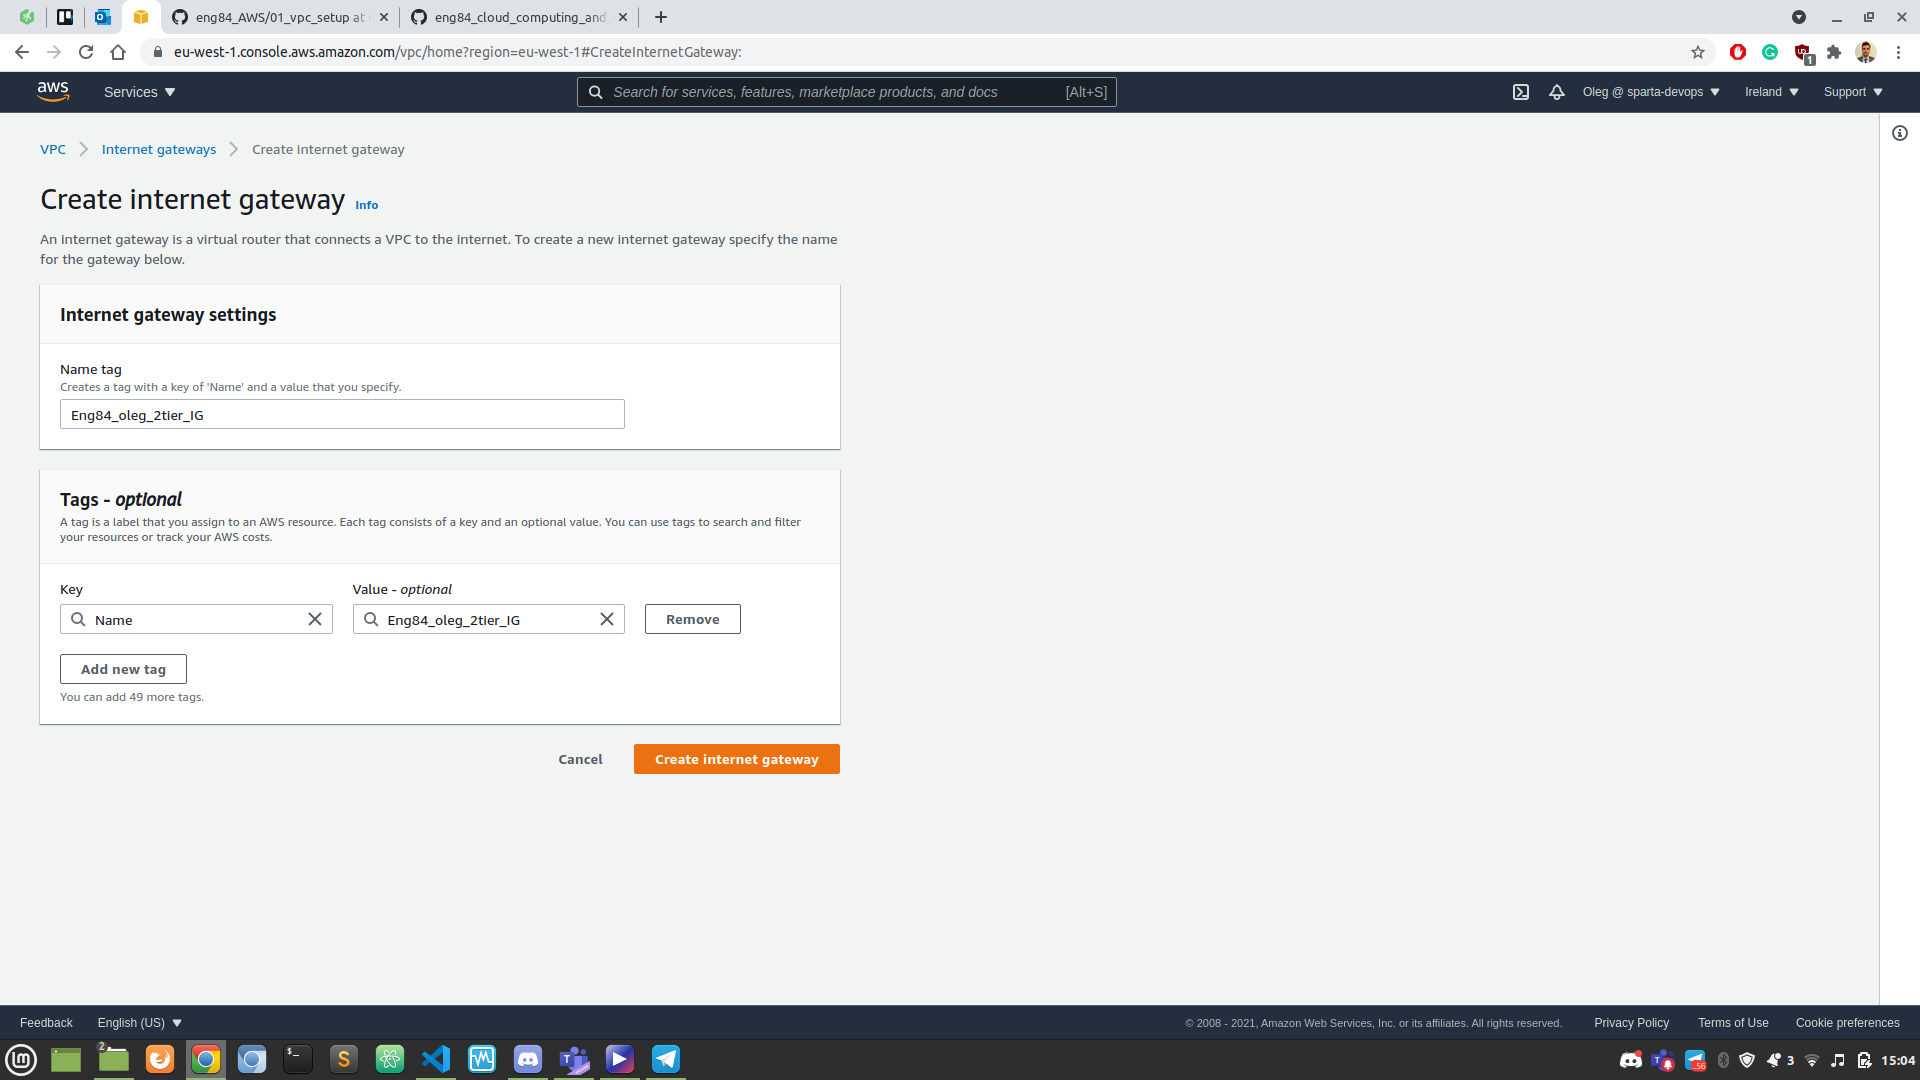 eng84_AWS/01_vpc_setup at
eng84_cloud_computing_and_
eu-west-1.console.aws.amazon.com/vpc/home?region=eu-west-1#CreateInternetGateway:
1
aws
Services
Search for services, features, marketplace products, and docs [Alt+S]
Oleg @ sparta-devops
Ireland
Support
VPC
Internet gateways
Create internet gateway
Create internet gateway Info
An internet gateway is a virtual router that connects a VPC to the internet. To create a new internet gateway specify the name
for the gateway below.
Internet gateway settings
Name tag
Creates a tag with a key of 'Name' and a value that you specify.
Eng84_oleg_2tier_IG
Tags - optional
A tag is a label that you assign to an AWS resource. Each tag consists of a key and an optional value. You can use tags to search and filter
your resources or track your AWS costs.
Key Value - optional
Name Eng84_oleg_2tier_IG Remove
Add new tag
You can add 49 more tags.
Cancel Create internet gateway
Feedback English (US) © 2008 - 2021, Amazon Web Services, Inc. or its affiliates. All rights reserved. Privacy Policy Terms of Use Cookie preferences
2
3 15:04